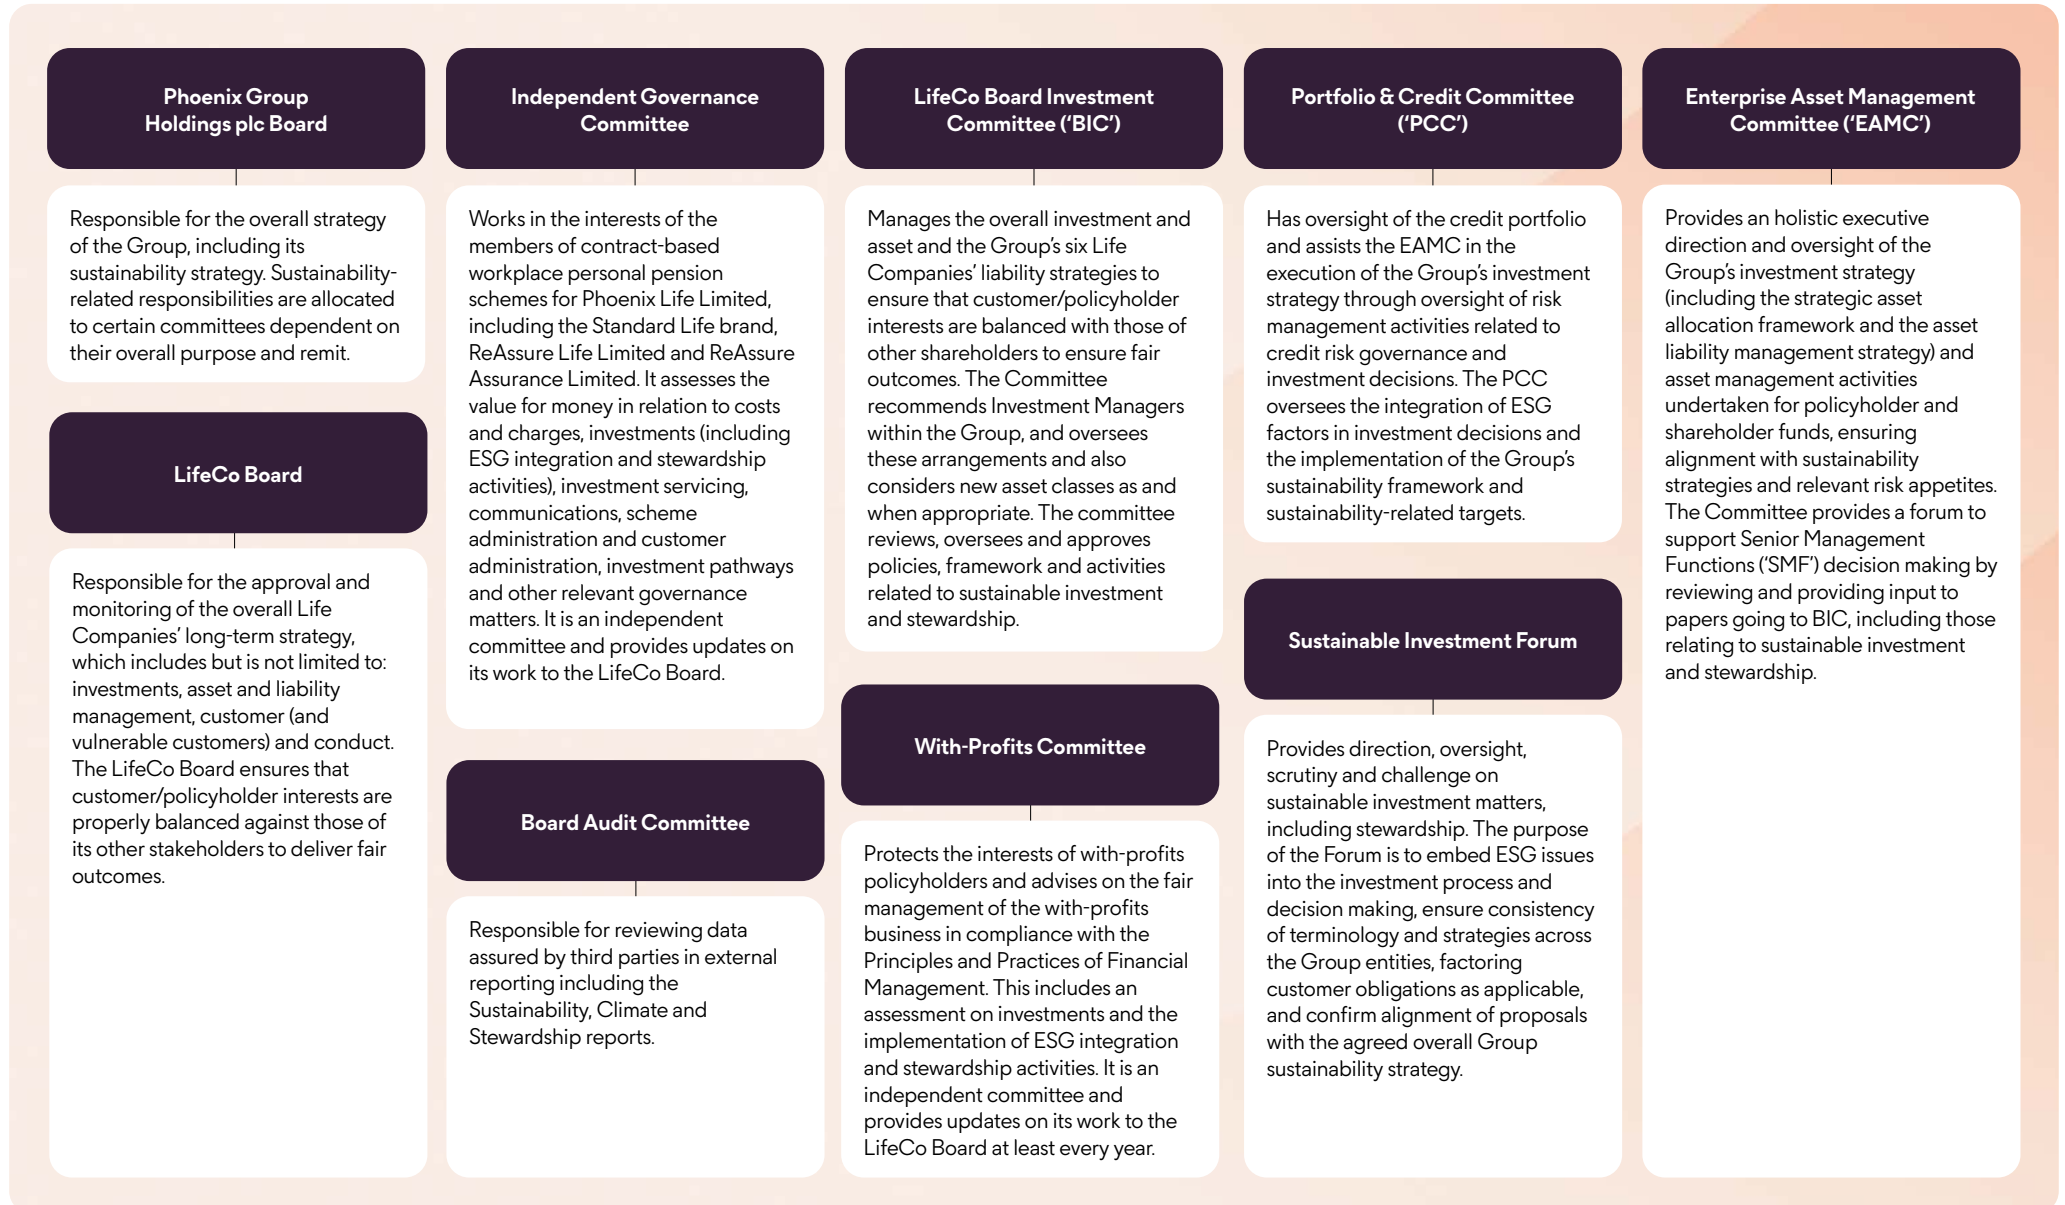 Phoenix Group
Holdings plc Board
Responsible for the overall strategy
of the Group, including its
sustainability strategy. Sustainability-
related responsibilities are allocated
to certain committees dependent on
their overall purpose and remit.
LifeCo Board
Responsible for the approval and
monitoring of the overall Life
Companies’ long-term strategy,
which includes but is not limited to:
investments, asset and liability
management, customer (and
vulnerable customers) and conduct.
The LifeCo Board ensures that
customer/policyholder interests are
properly balanced against those of
its other stakeholders to deliver fair
outcomes.
Independent Governance
Committee
Works in the interests of the
members of contract-based
workplace personal pension
schemes for Phoenix Life Limited,
including the Standard Life brand,
ReAssure Life Limited and ReAssure
Assurance Limited. It assesses the
value for money in relation to costs
and charges, investments (including
ESG integration and stewardship
activities), investment servicing,
communications, scheme
administration and customer
administration, investment pathways
and other relevant governance
matters. It is an independent
committee and provides updates on
its work to the LifeCo Board.
Board Audit Committee
Responsible for reviewing data
assured by third parties in external
reporting including the
Sustainability, Climate and
Stewardship reports.
LifeCo Board Investment
Committee (‘BIC’)
Manages the overall investment and
asset and the Group’s six Life
Companies’ liability strategies to
ensure that customer/policyholder
interests are balanced with those of
other shareholders to ensure fair
outcomes. The Committee
recommends Investment Managers
within the Group, and oversees
these arrangements and also
considers new asset classes as and
when appropriate. The committee
reviews, oversees and approves
policies, framework and activities
related to sustainable investment
and stewardship.
With-Profits Committee
Protects the interests of with-profits
policyholders and advises on the fair
management of the with-profits
business in compliance with the
Principles and Practices of Financial
Management. This includes an
assessment on investments and the
implementation of ESG integration
and stewardship activities. It is an
independent committee and
provides updates on its work to the
LifeCo Board at least every year.
Portfolio & Credit Committee
(‘PCC’)
Has oversight of the credit portfolio
and assists the EAMC in the
execution of the Group’s investment
strategy through oversight of risk
management activities related to
credit risk governance and
investment decisions. The PCC
oversees the integration of ESG
factors in investment decisions and
the implementation of the Group’s
sustainability framework and
sustainability-related targets.
Sustainable Investment Forum
Provides direction, oversight,
scrutiny and challenge on
sustainable investment matters,
including stewardship. The purpose
of the Forum is to embed ESG issues
into the investment process and
decision making, ensure consistency
of terminology and strategies across
the Group entities, factoring
customer obligations as applicable,
and confirm alignment of proposals
with the agreed overall Group
sustainability strategy.
Enterprise Asset Management
Committee (‘EAMC’)
Provides an holistic executive
direction and oversight of the
Group’s investment strategy
(including the strategic asset
allocation framework and the asset
liability management strategy) and
asset management activities
undertaken for policyholder and
shareholder funds, ensuring
alignment with sustainability
strategies and relevant risk appetites.
The Committee provides a forum to
support Senior Management
Functions (‘SMF’) decision making by
reviewing and providing input to
papers going to BIC, including those
relating to sustainable investment
and stewardship.